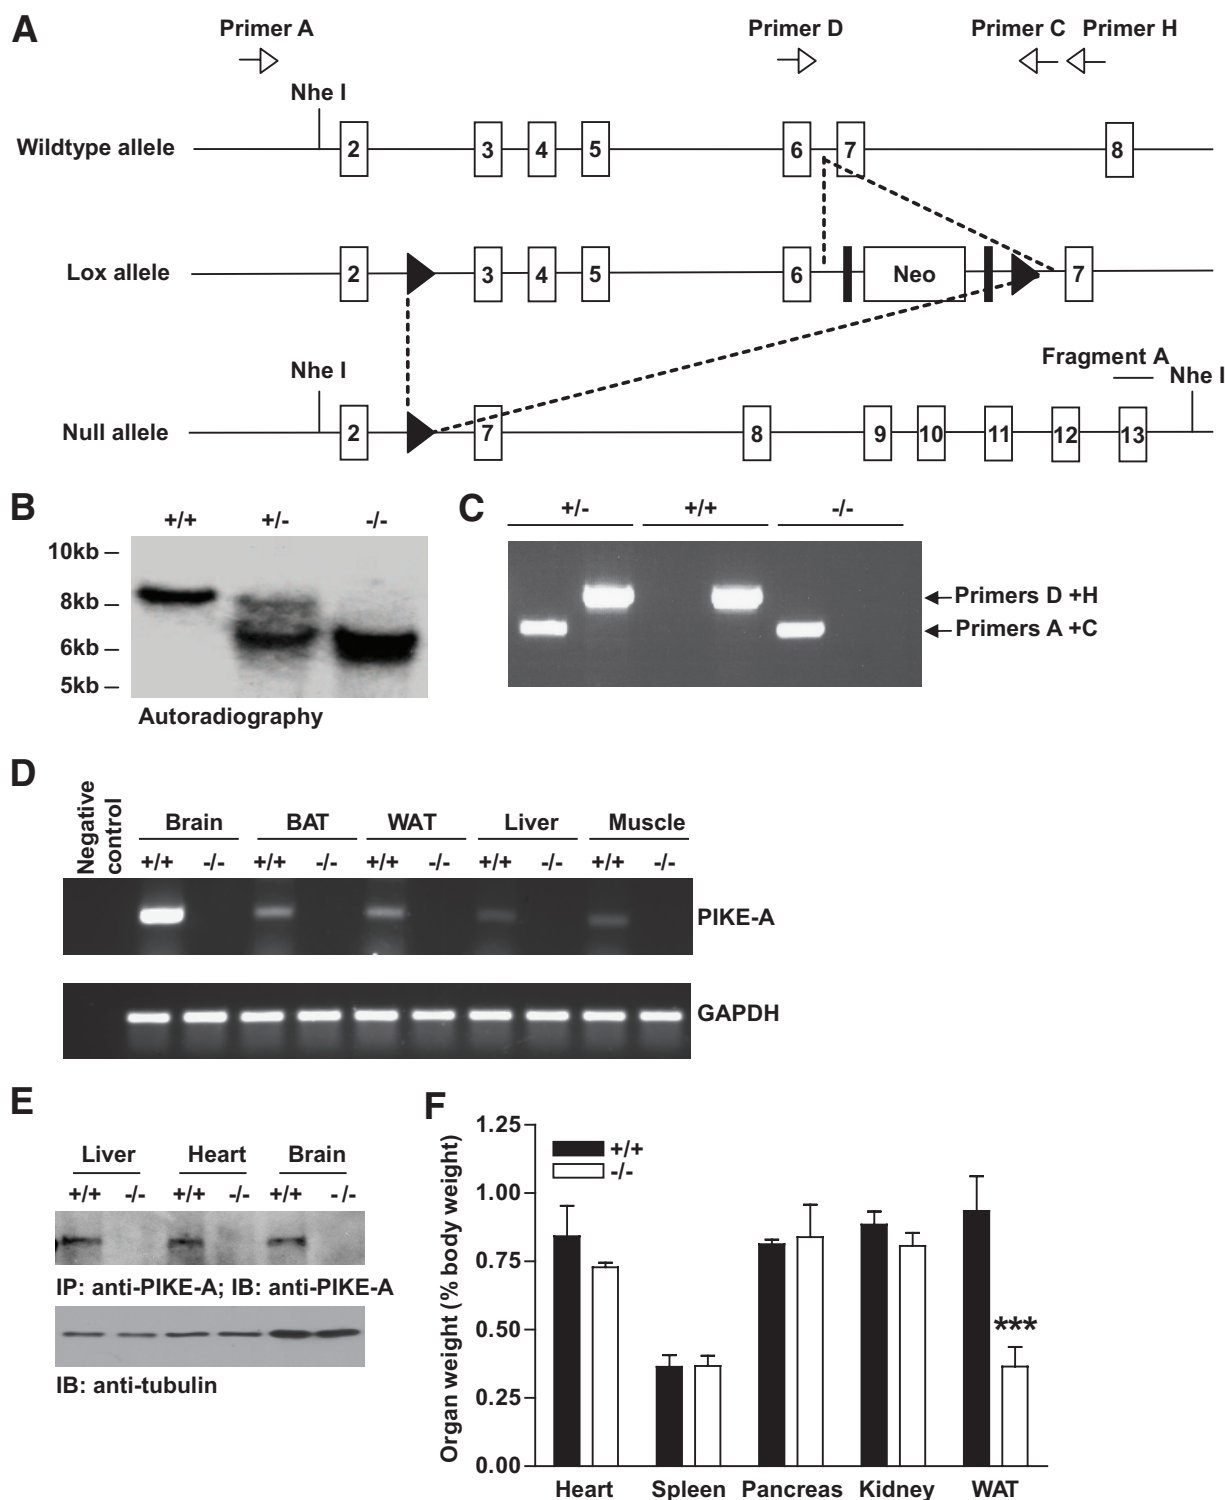 A
Primer A
Primer D
Primer C
Primer H
Nhe I
Wildtype allele
2
3
4
5
6
7
8
Lox allele
2
3
4
5
6
Neo
7
Fragment A
Nhe I
Nhe I
Null allele
2
7
8
9
10
11
12
13
B
+/+
+/-
-/-
10kb
8kb
6kb
5kb
Autoradiography
C
+/-
+/+
-/-
Primers D +H
Primers A +C
D
Negative
control
Brain
BAT
WAT
Liver
Muscle
+/+
-/-
+/+
-/-
+/+
-/-
+/+
-/-
+/+
-/-
PIKE-A
GAPDH
E
Liver
Heart
Brain
+/+
-/-
+/+
-/-
+/+
- /-
IP: anti-PIKE-A; IB: anti-PIKE-A
IB: anti-tubulin
F
Organ weight (% body weight)
1.25
1.00
0.75
0.50
0.25
0.00
+/+
-/-
***
Heart
Spleen
Pancreas
Kidney
WAT